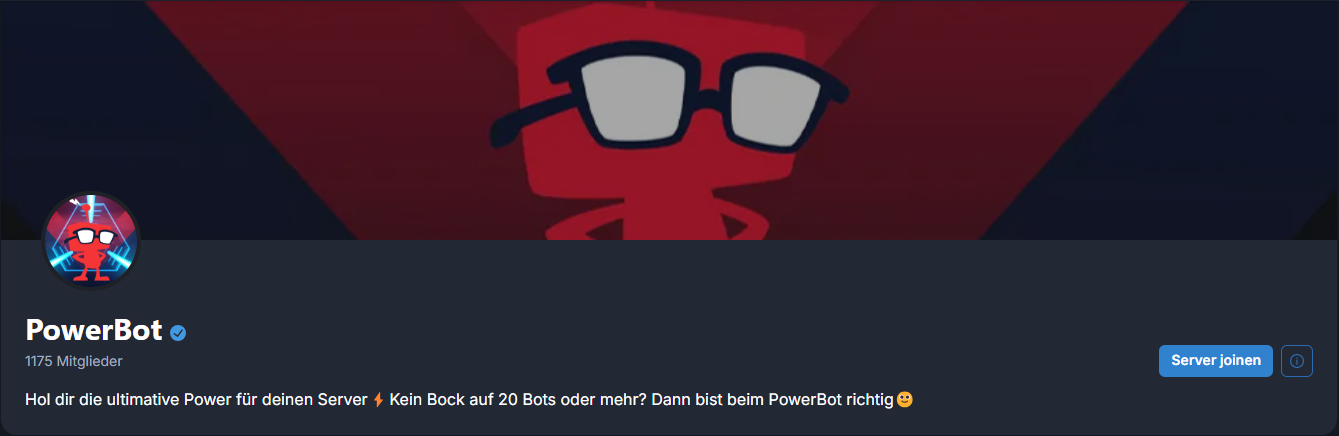 PowerBot
1175 Mitglieder
Server joinen
Hol dir die ultimative Power für deinen Server⚡Kein Bock auf 20 Bots oder mehr? Dann bist beim PowerBot richtig🙂